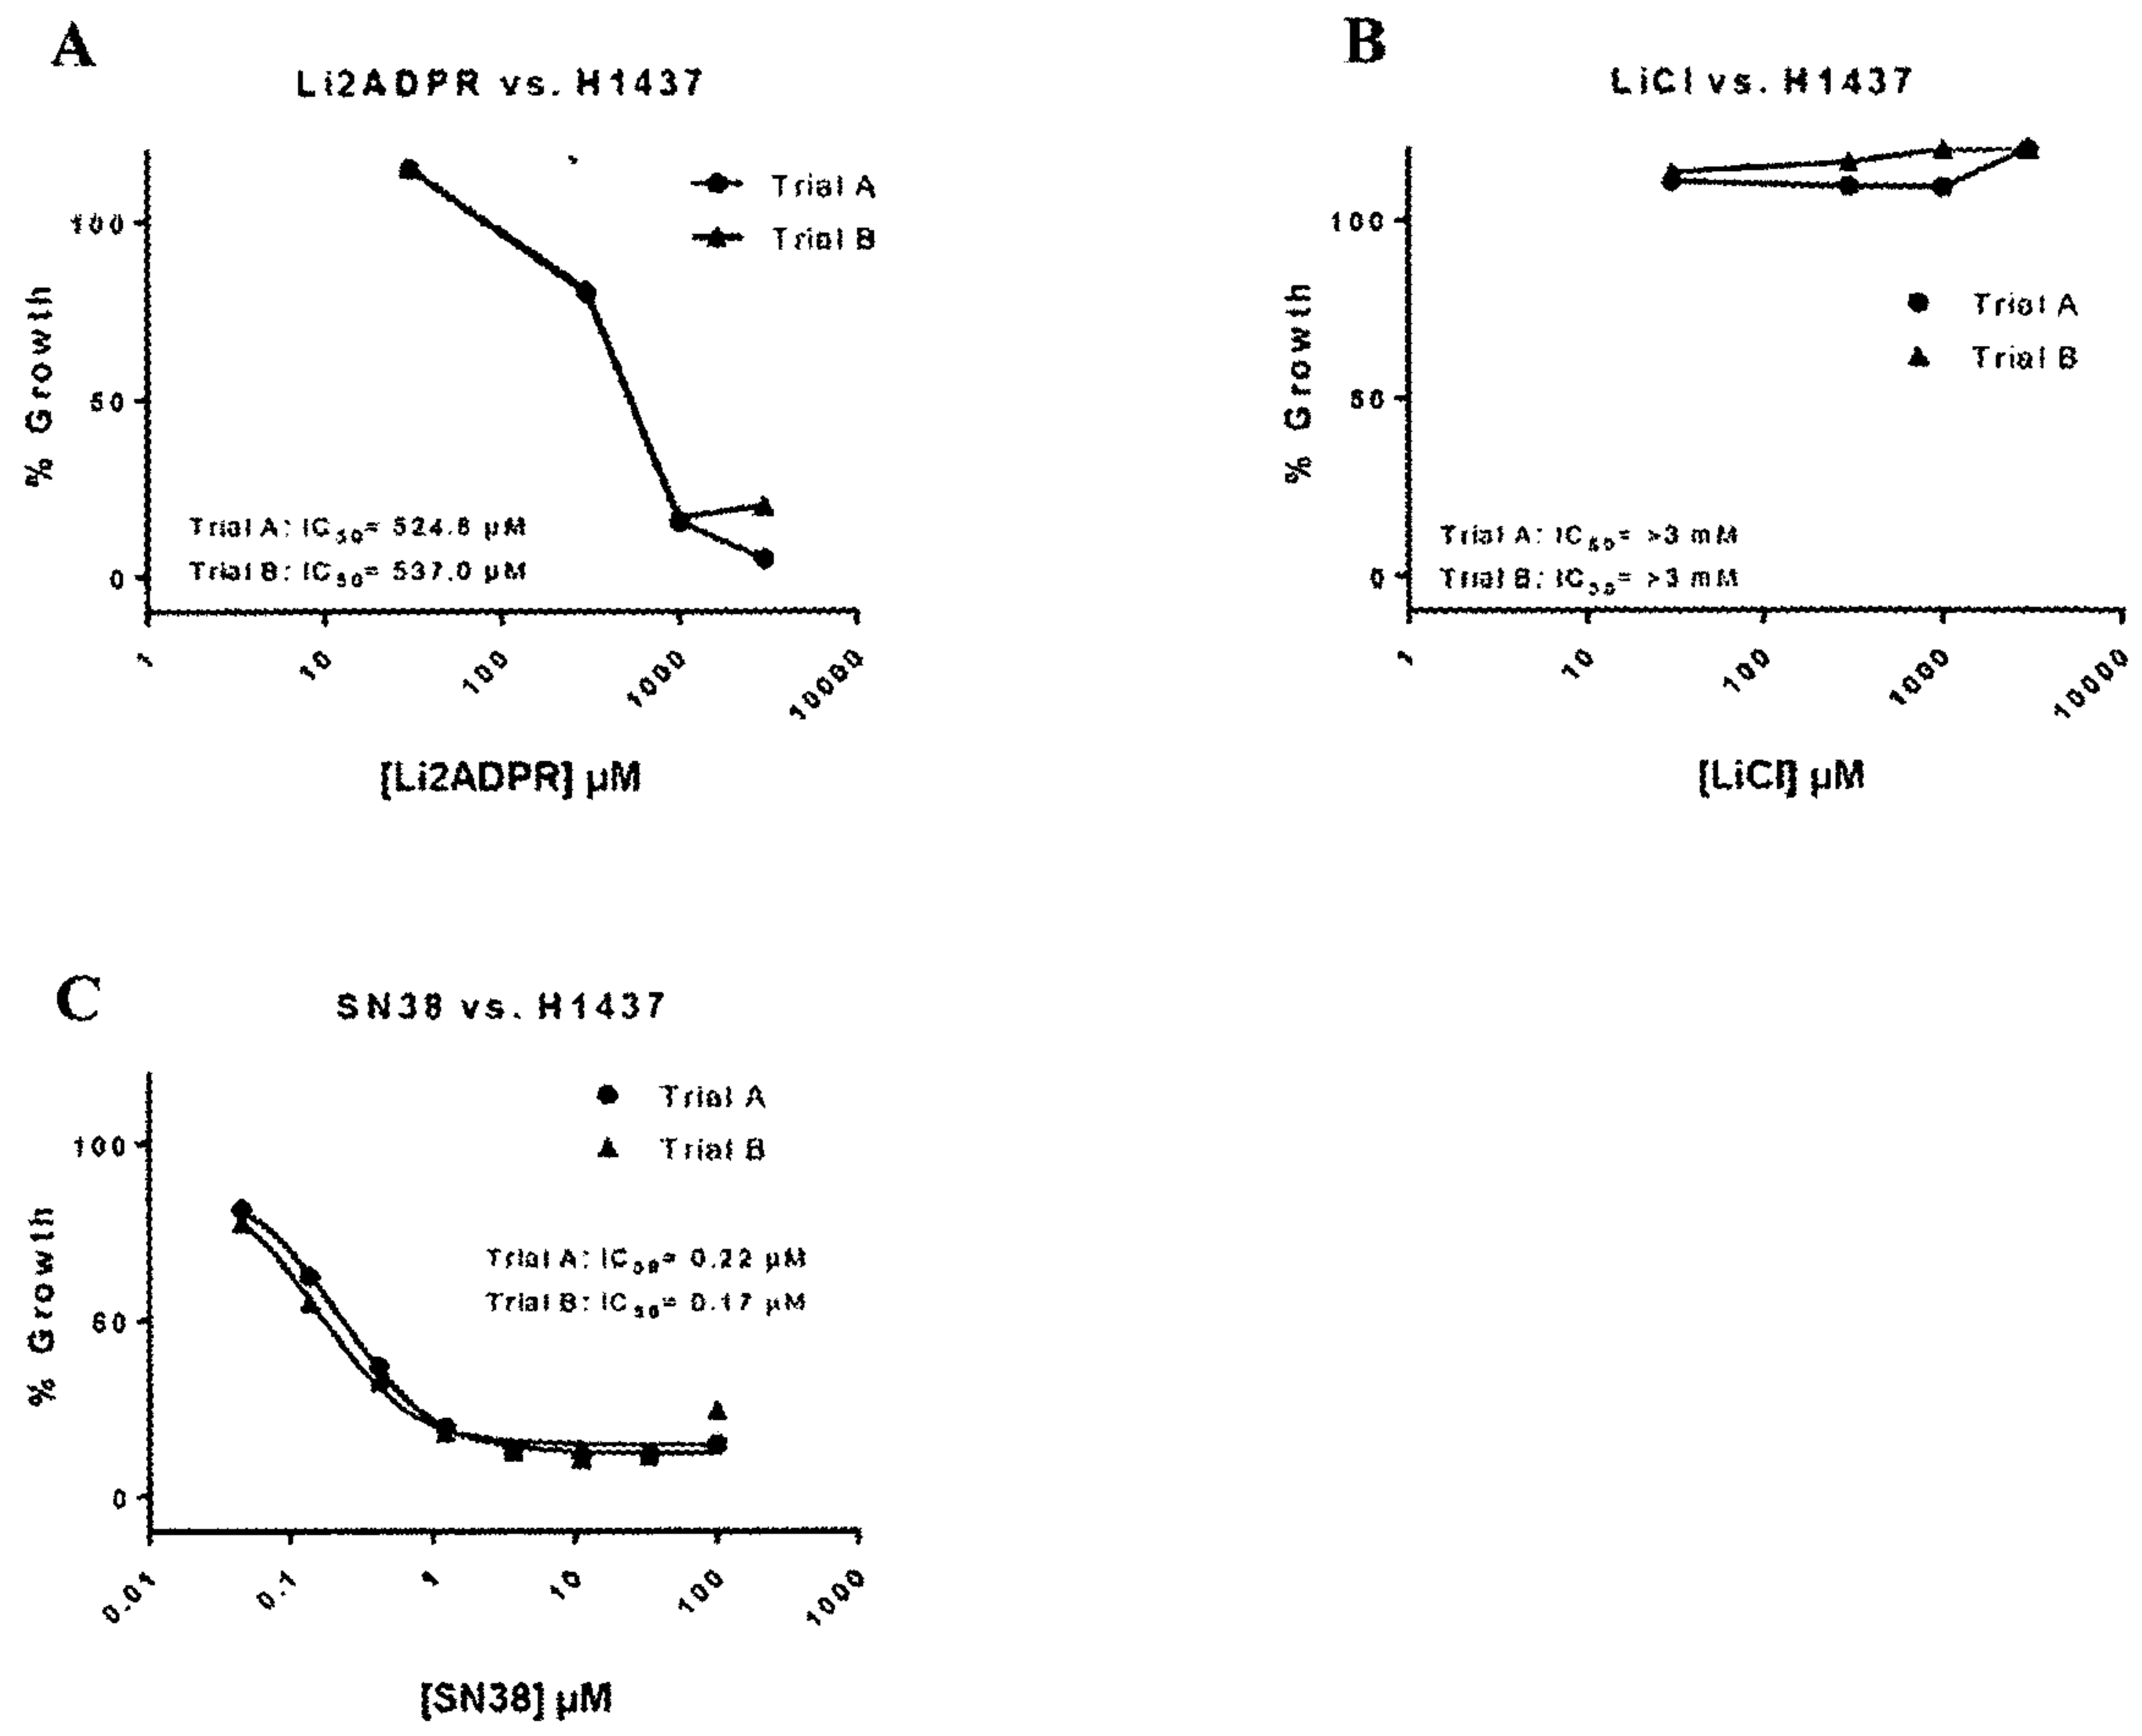 A
Li2ADPR vs. H1437
Trial A
Trial B
% Growth
100
50
0
Trial A: IC50= 524.8 µM
Trial B: IC50= 537.0 µM
1
10
100
1000
10000
[Li2ADPR] µM
B
LiCl vs. H1437
Trial A
Trial B
% Growth
100
50
0
Trial A: IC50= >3 mM
Trial B: IC50= >3 mM
1
10
100
1000
10000
[LiCl] µM
C
SN38 vs. H1437
Trial A
Trial B
% Growth
100
50
0
Trial A: IC50= 0.22 µM
Trial B: IC50= 0.17 µM
0.01
0.1
1
10
100
1000
[SN38] µM